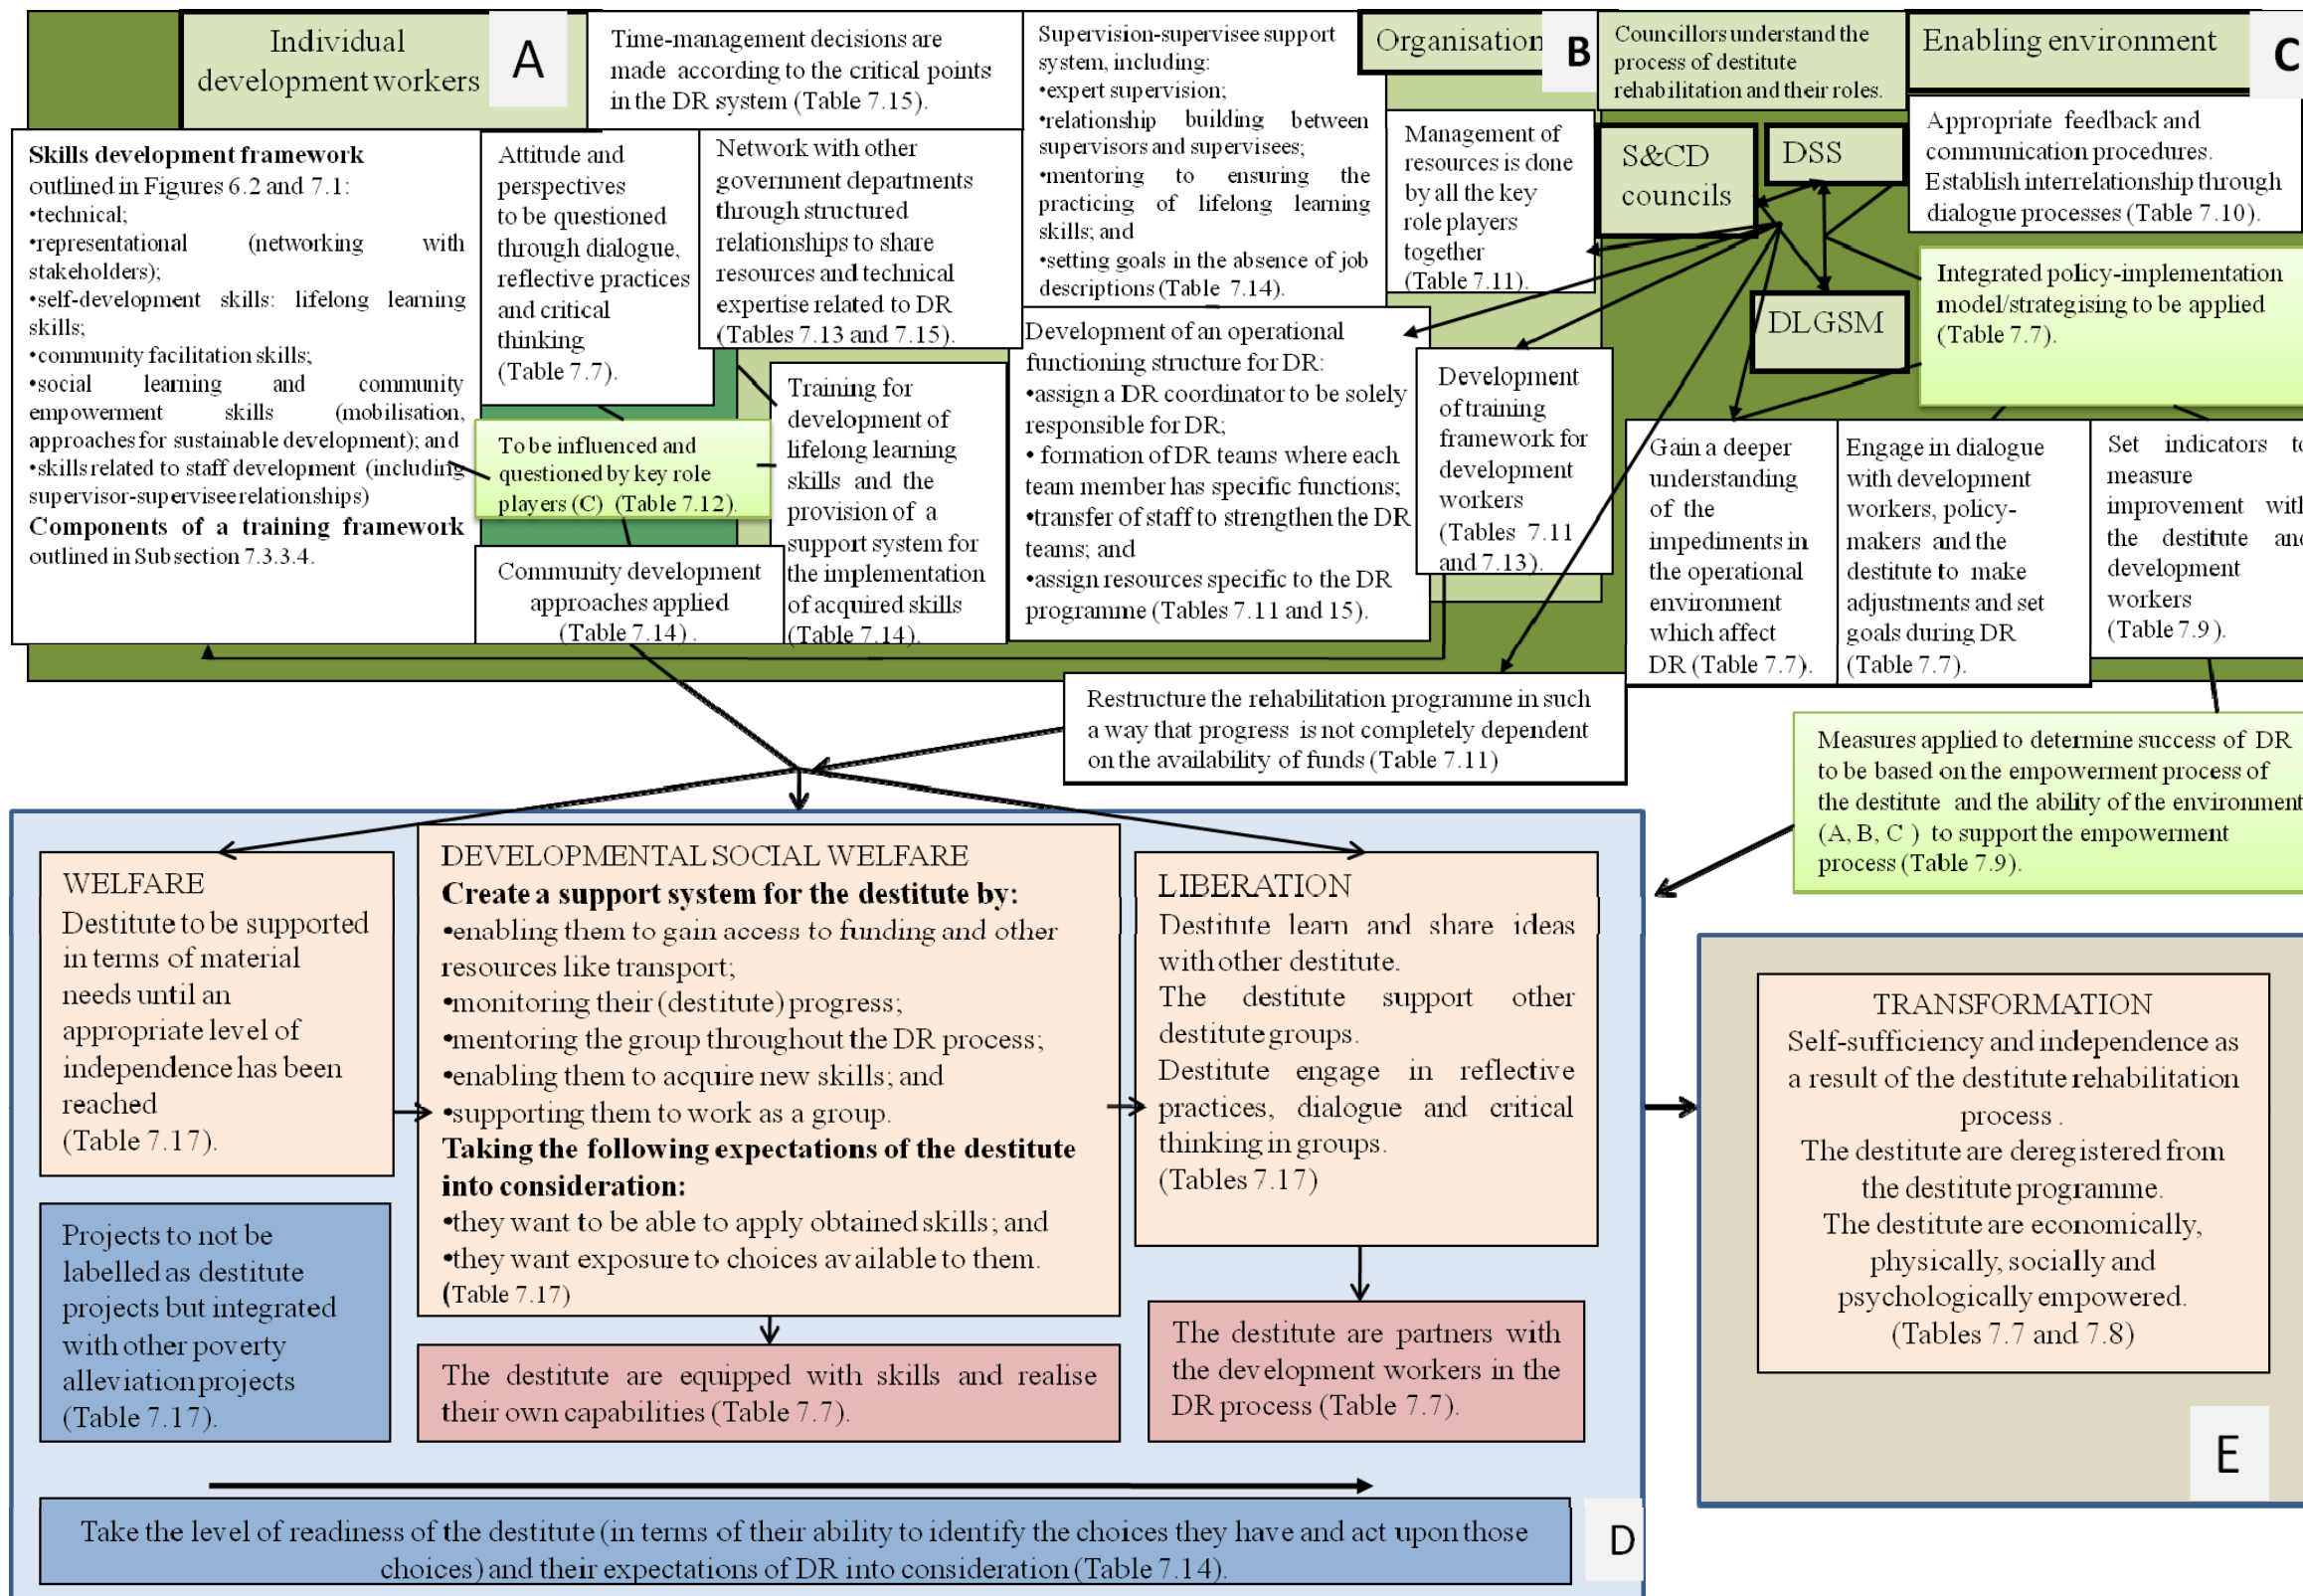 Individual
development workers
A
Time-management decisions are
made according to the critical points
in the DR system (Table 7.15).
Supervision-supervisee support
system, including:
•expert supervision;
•relationship building between
supervisors and supervisees;
•mentoring to ensuring the
practicing of lifelong learning
skills; and
•setting goals in the absence of job
descriptions (Table 7.14).
Organisation
B
Councillors understand the
process of destitute
rehabilitation and their roles.
Enabling environment
C
Skills development framework
outlined in Figures 6.2 and 7.1:
•technical;
•representational (networking with
stakeholders);
•self-development skills: lifelong learning
skills;
•community facilitation skills;
•social learning and community
empowerment skills (mobilisation,
approaches for sustainable development); and
•skills related to staff development (including
supervisor-supervisee relationships)
Components of a training framework
outlined in Subsection 7.3.3.4.
Attitude and
perspectives
to be questioned
through dialogue,
reflective practices
and critical
thinking
(Table 7.7).
Network with other
government departments
through structured
relationships to share
resources and technical
expertise related to DR
(Tables 7.13 and 7.15).
Management of
resources is done
by all the key
role players
together
(Table 7.11).
S&CD
councils
DSS
DLGSM
Appropriate feedback and
communication procedures.
Establish interrelationship through
dialogue processes (Table 7.10).
Integrated policy-implementation
model/strategising to be applied
(Table 7.7).
To be influenced and
questioned by key role
players (C) (Table 7.12).
Training for
development of
lifelong learning
skills and the
provision of a
support system for
the implementation
of acquired skills
(Table 7.14).
Development of an operational
functioning structure for DR:
•assign a DR coordinator to be solely
responsible for DR;
• formation of DR teams where each
team member has specific functions;
•transfer of staff to strengthen the DR
teams; and
•assign resources specific to the DR
programme (Tables 7.11 and 15).
Development
of training
framework for
development
workers
(Tables 7.11
and 7.13).
Gain a deeper
understanding
of the
impediments in
the operational
environment
which affect
DR (Table 7.7).
Engage in dialogue
with development
workers, policy-
makers and the
destitute to make
adjustments and set
goals during DR
(Table 7.7).
Set indicators to
measure
improvement with
the destitute and
development
workers
(Table 7.9).
Community development
approaches applied
(Table 7.14) .
Restructure the rehabilitation programme in such
a way that progress is not completely dependent
on the availability of funds (Table 7.11)
Measures applied to determine success of DR
to be based on the empowerment process of
the destitute and the ability of the environment
(A, B, C ) to support the empowerment
process (Table 7.9).
WELFARE
Destitute to be supported
in terms of material
needs until an
appropriate level of
independence has been
reached
(Table 7.17).
DEVELOPMENTAL SOCIAL WELFARE
Create a support system for the destitute by:
•enabling them to gain access to funding and other
resources like transport;
•monitoring their (destitute) progress;
•mentoring the group throughout the DR process;
•enabling them to acquire new skills; and
•supporting them to work as a group.
Taking the following expectations of the destitute
into consideration:
•they want to be able to apply obtained skills; and
•they want exposure to choices available to them.
(Table 7.17)
LIBERATION
Destitute learn and share ideas
with other destitute.
The destitute support other
destitute groups.
Destitute engage in reflective
practices, dialogue and critical
thinking in groups.
(Tables 7.17)
TRANSFORMATION
Self-sufficiency and independence as
a result of the destitute rehabilitation
process .
The destitute are deregistered from
the destitute programme.
The destitute are economically,
physically, socially and
psychologically empowered.
(Tables 7.7 and 7.8)
E
Projects to not be
labelled as destitute
projects but integrated
with other poverty
alleviation projects
(Table 7.17).
The destitute are equipped with skills and realise
their own capabilities (Table 7.7).
The destitute are partners with
the development workers in the
DR process (Table 7.7).
Take the level of readiness of the destitute (in terms of their ability to identify the choices they have and act upon those
choices) and their expectations of DR into consideration (Table 7.14).
D